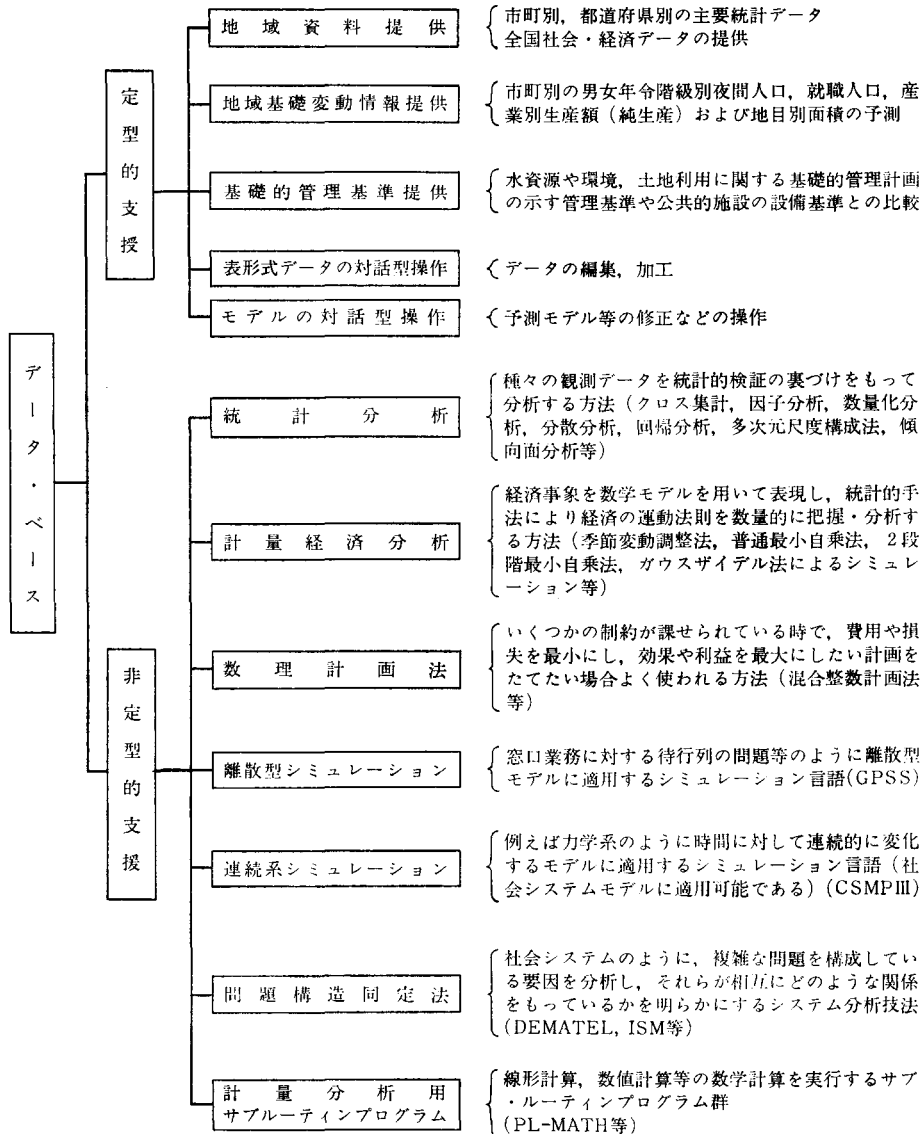 データ・ベース
定型的支授
地域資料提供
市町別,都道府県別の主要統計データ
全国社会・経済データの提供
地域基礎変動情報提供
市町別の男女年令階級別夜間人口,就職人口,産
業別生産額(純生産)および地目別面積の予測
基礎的管理基準提供
水資源や環境,土地利用に関する基礎的管理計画
の示す管理基準や公共的施設の設備基準との比較
表形式データの対話型操作
データの編集,加工
モデルの対話型操作
予測モデル等の修正などの操作
非定型的支援
統計分析
種々の観測データを統計的検証の裏づけをもって
分析する方法(クロス集計,因子分析,数量化分
析,分散分析,回帰分析,多次元尺度構成法,傾
向面分析等)
計量経済分析
経済事象を数学モデルを用いて表現し,統計的手
法により経済の運動法則を数量的に把握・分析す
る方法(季節変動調整法,普通最小自乗法,2段
階最小自乗法,ガウスザイデル法によるシミュレ
ーション等)
数理計画法
いくつかの制約が課せられている時で,費用や損
失を最小にし,効果や利益を最大にしたい計画を
たてたい場合よく使われる方法(混合整数計画法
等)
離散型シミュレーション
窓口業務に対する待行列の問題等のように離散型
モデルに適用するシミュレーション言語(GPSS)
連続系シミュレーション
例えば力学系のように時間に対して連続的に変化
するモデルに適用するシミュレーション言語(社
会システムモデルに適用可能である)(CSMPIII)
問題構造同定法
社会システムのように,複雑な問題を構成してい
る要因を分析し,それらが相互にどのような関係
をもっているかを明らかにするシステム分析技法
(DEMATEL, ISM等)
計量分析用
サブルーティンプログラム
線形計算,数値計算等の数学計算を実行するサブ
・ルーティンプログラム群
(PL-MATH等)